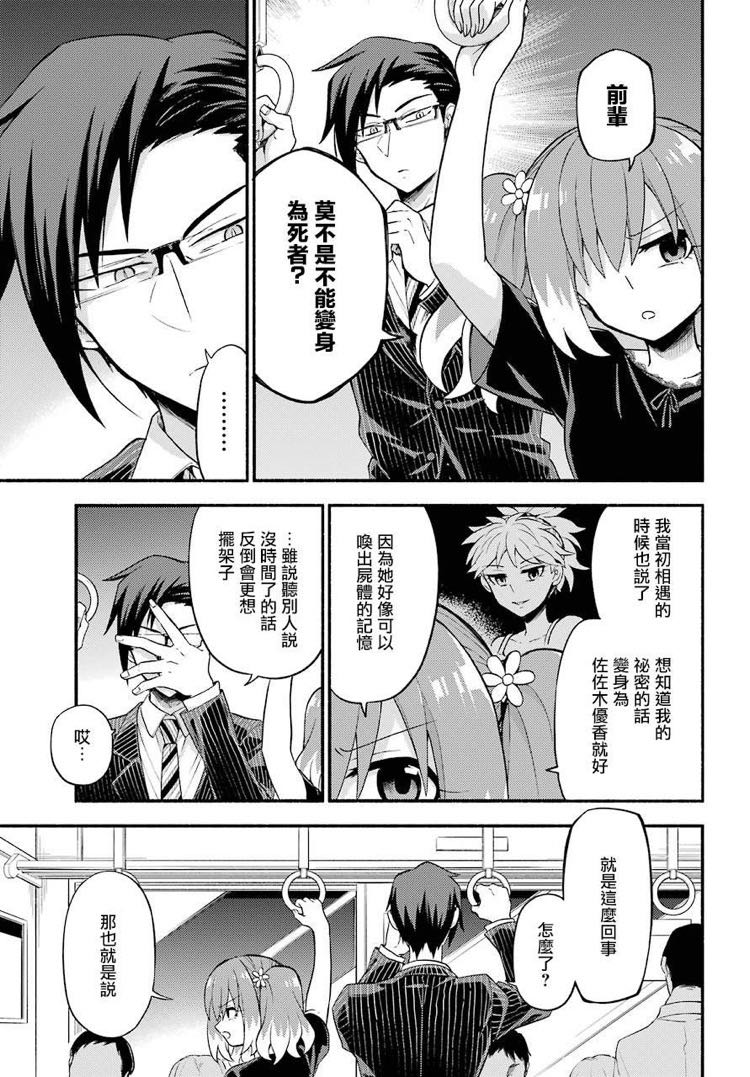 前輩
莫不是不能變身
為死者？
………
我當初相遇的
時候也說了
想知道我的
祕密的話
變身為
佐佐木優香就好
因為她好像可以
喚出屍體的記憶
…雖説聽別人説
沒時間了的話
反倒會更想
擺架子
哎…
就是這麼回事
怎麼了？
那也就是説